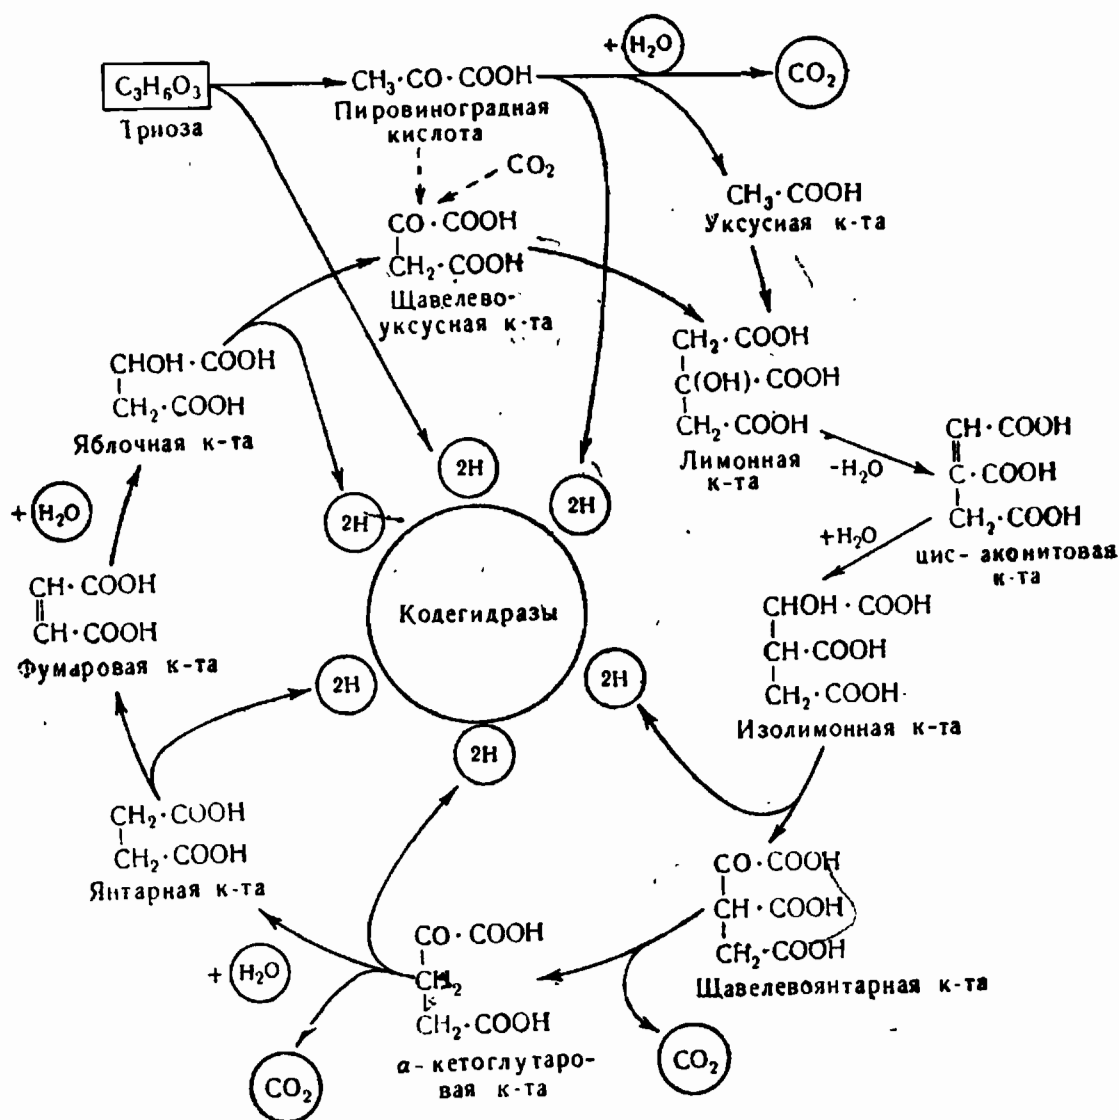 + H₂O
C₃H₆O₃
Триоза
CH₃·CO·COOH
Пировиноградная
кислота
CO₂
CO₂
CH₃·COOH
Уксусная к-та
CO·COOH
CH₂·COOH
Щавелево-
уксусная к-та
CHOH·COOH
CH₂·COOH
Яблочная к-та
CH₂·COOH
C(OH)·COOH
CH₂·COOH
Лимонная
к-та
-H₂O
CH·COOH
C·COOH
CH₂·COOH
цис- аконитовая
к-та
+H₂O
2H
2H
2H
+ H₂O
Кодегидразы
CH·COOH
CH·COOH
Фумаровая к-та
CHOH·COOH
CH·COOH
CH₂·COOH
Изолимонная к-та
2H
2H
2H
CH₂·COOH
CH₂·COOH
Янтарная к-та
CO·COOH
CH·COOH
CH₂·COOH
Щавелевоянтарная к-та
+ H₂O
CO·COOH
CH₂
CH₂·COOH
α- кетоглутаро-
вая к-та
CO₂
CO₂